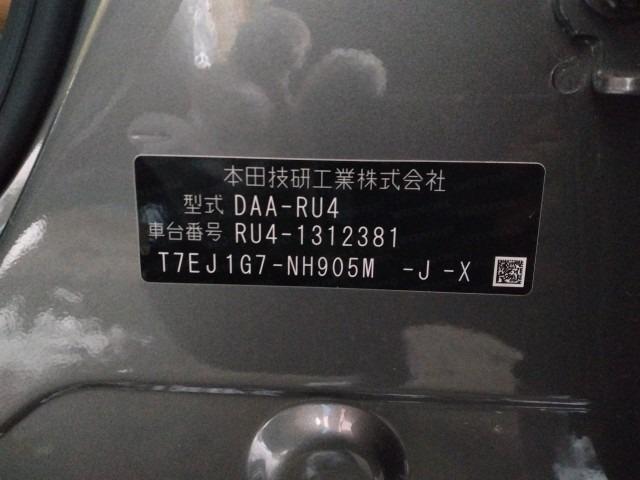 本田技研工業株式会社
型式 DAA-RU4
車台番号 RU4-1312381
T7EJ1G7-NH905M -J -X